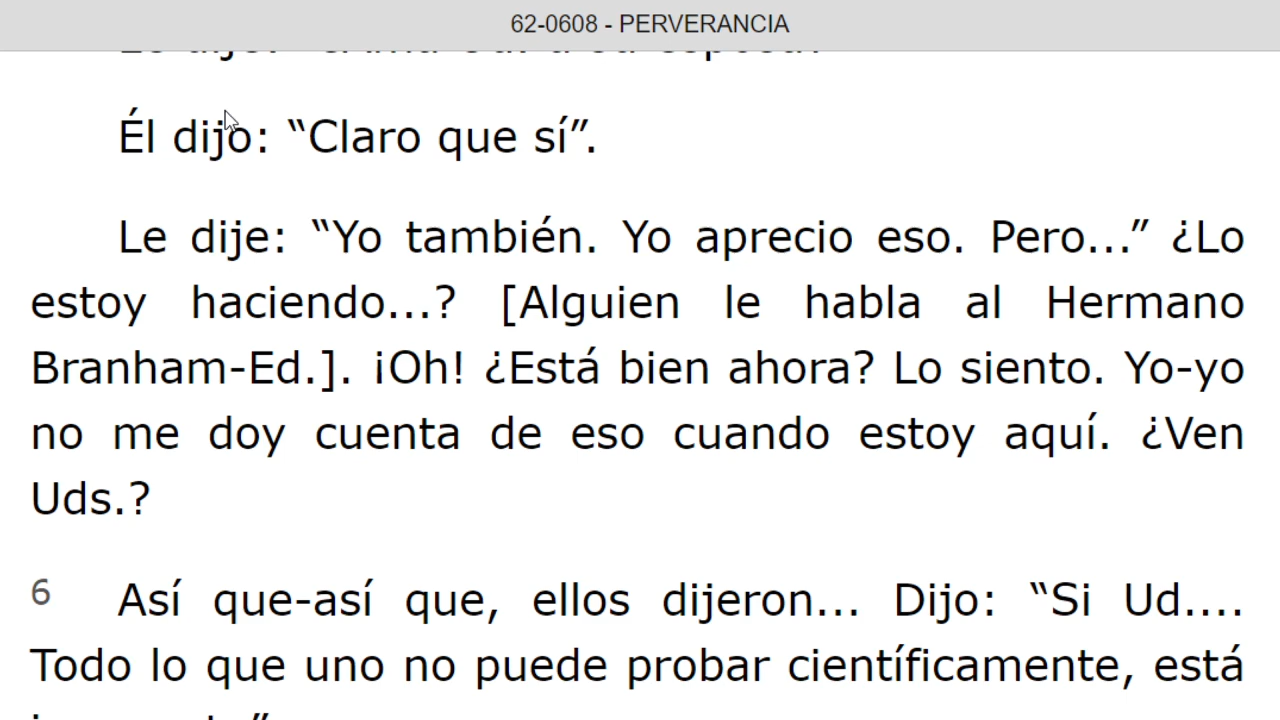 62-0608 - PERVERANCIA
Él dijo: “Claro que sí”.
Le dije: “Yo también. Yo aprecio eso. Pero...” ¿Lo
estoy haciendo...? [Alguien le habla al Hermano
Branham-Ed.]. ¡Oh! ¿Está bien ahora? Lo siento. Yo-yo
no me doy cuenta de eso cuando estoy aquí. ¿Ven
Uds.?
6 Así que-así que, ellos dijeron... Dijo: “Si Ud....
Todo lo que uno no puede probar científicamente, está